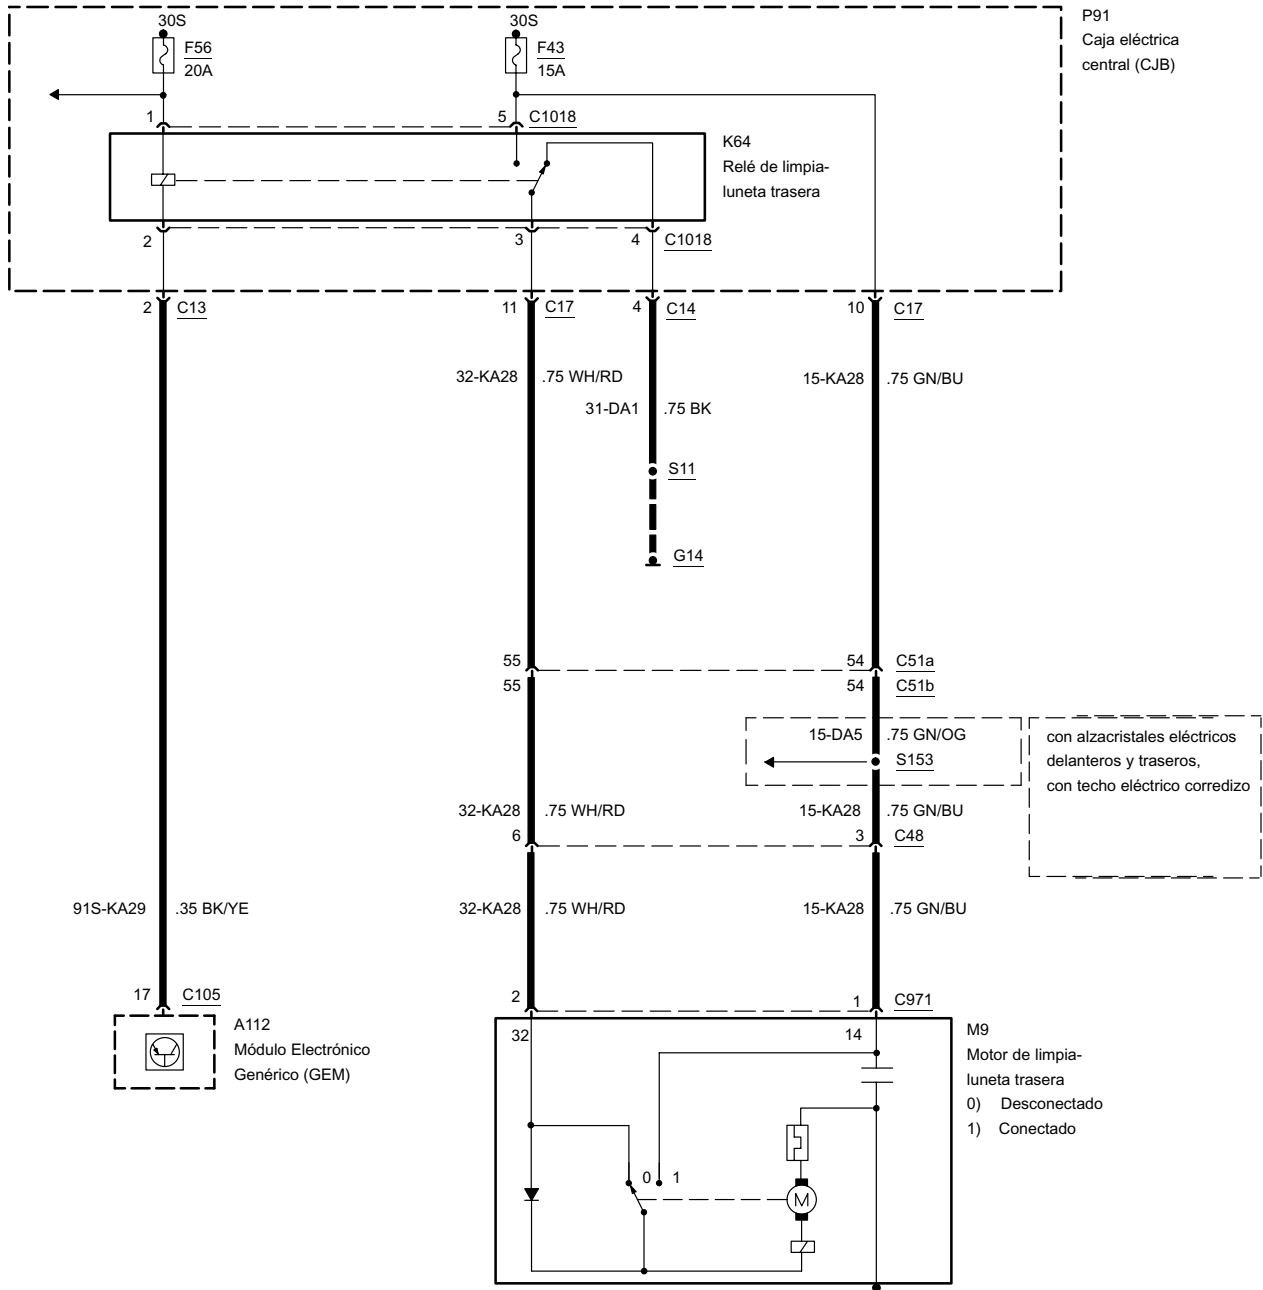 30S
30S
P91
Caja eléctrica
central (CJB)
F56
20A
F43
15A
1
5
C1018
K64
Relé de limpia-
luneta trasera
2
3
4
C1018
2
C13
11
C17
4
C14
10
C17
32-KA28
.75 WH/RD
15-KA28
.75 GN/BU
31-DA1
.75 BK
S11
G14
55
54
C51a
55
54
C51b
15-DA5
.75 GN/OG
S153
con alzacristales eléctricos
delanteros y traseros,
con techo eléctrico corredizo
32-KA28
.75 WH/RD
15-KA28
.75 GN/BU
6
3
C48
91S-KA29
.35 BK/YE
32-KA28
.75 WH/RD
15-KA28
.75 GN/BU
17
C105
2
1
C971
A112
Módulo Electrónico
Genérico (GEM)
32
14
M9
Motor de limpia-
luneta trasera
0) Desconectado
1) Conectado
0
1
M